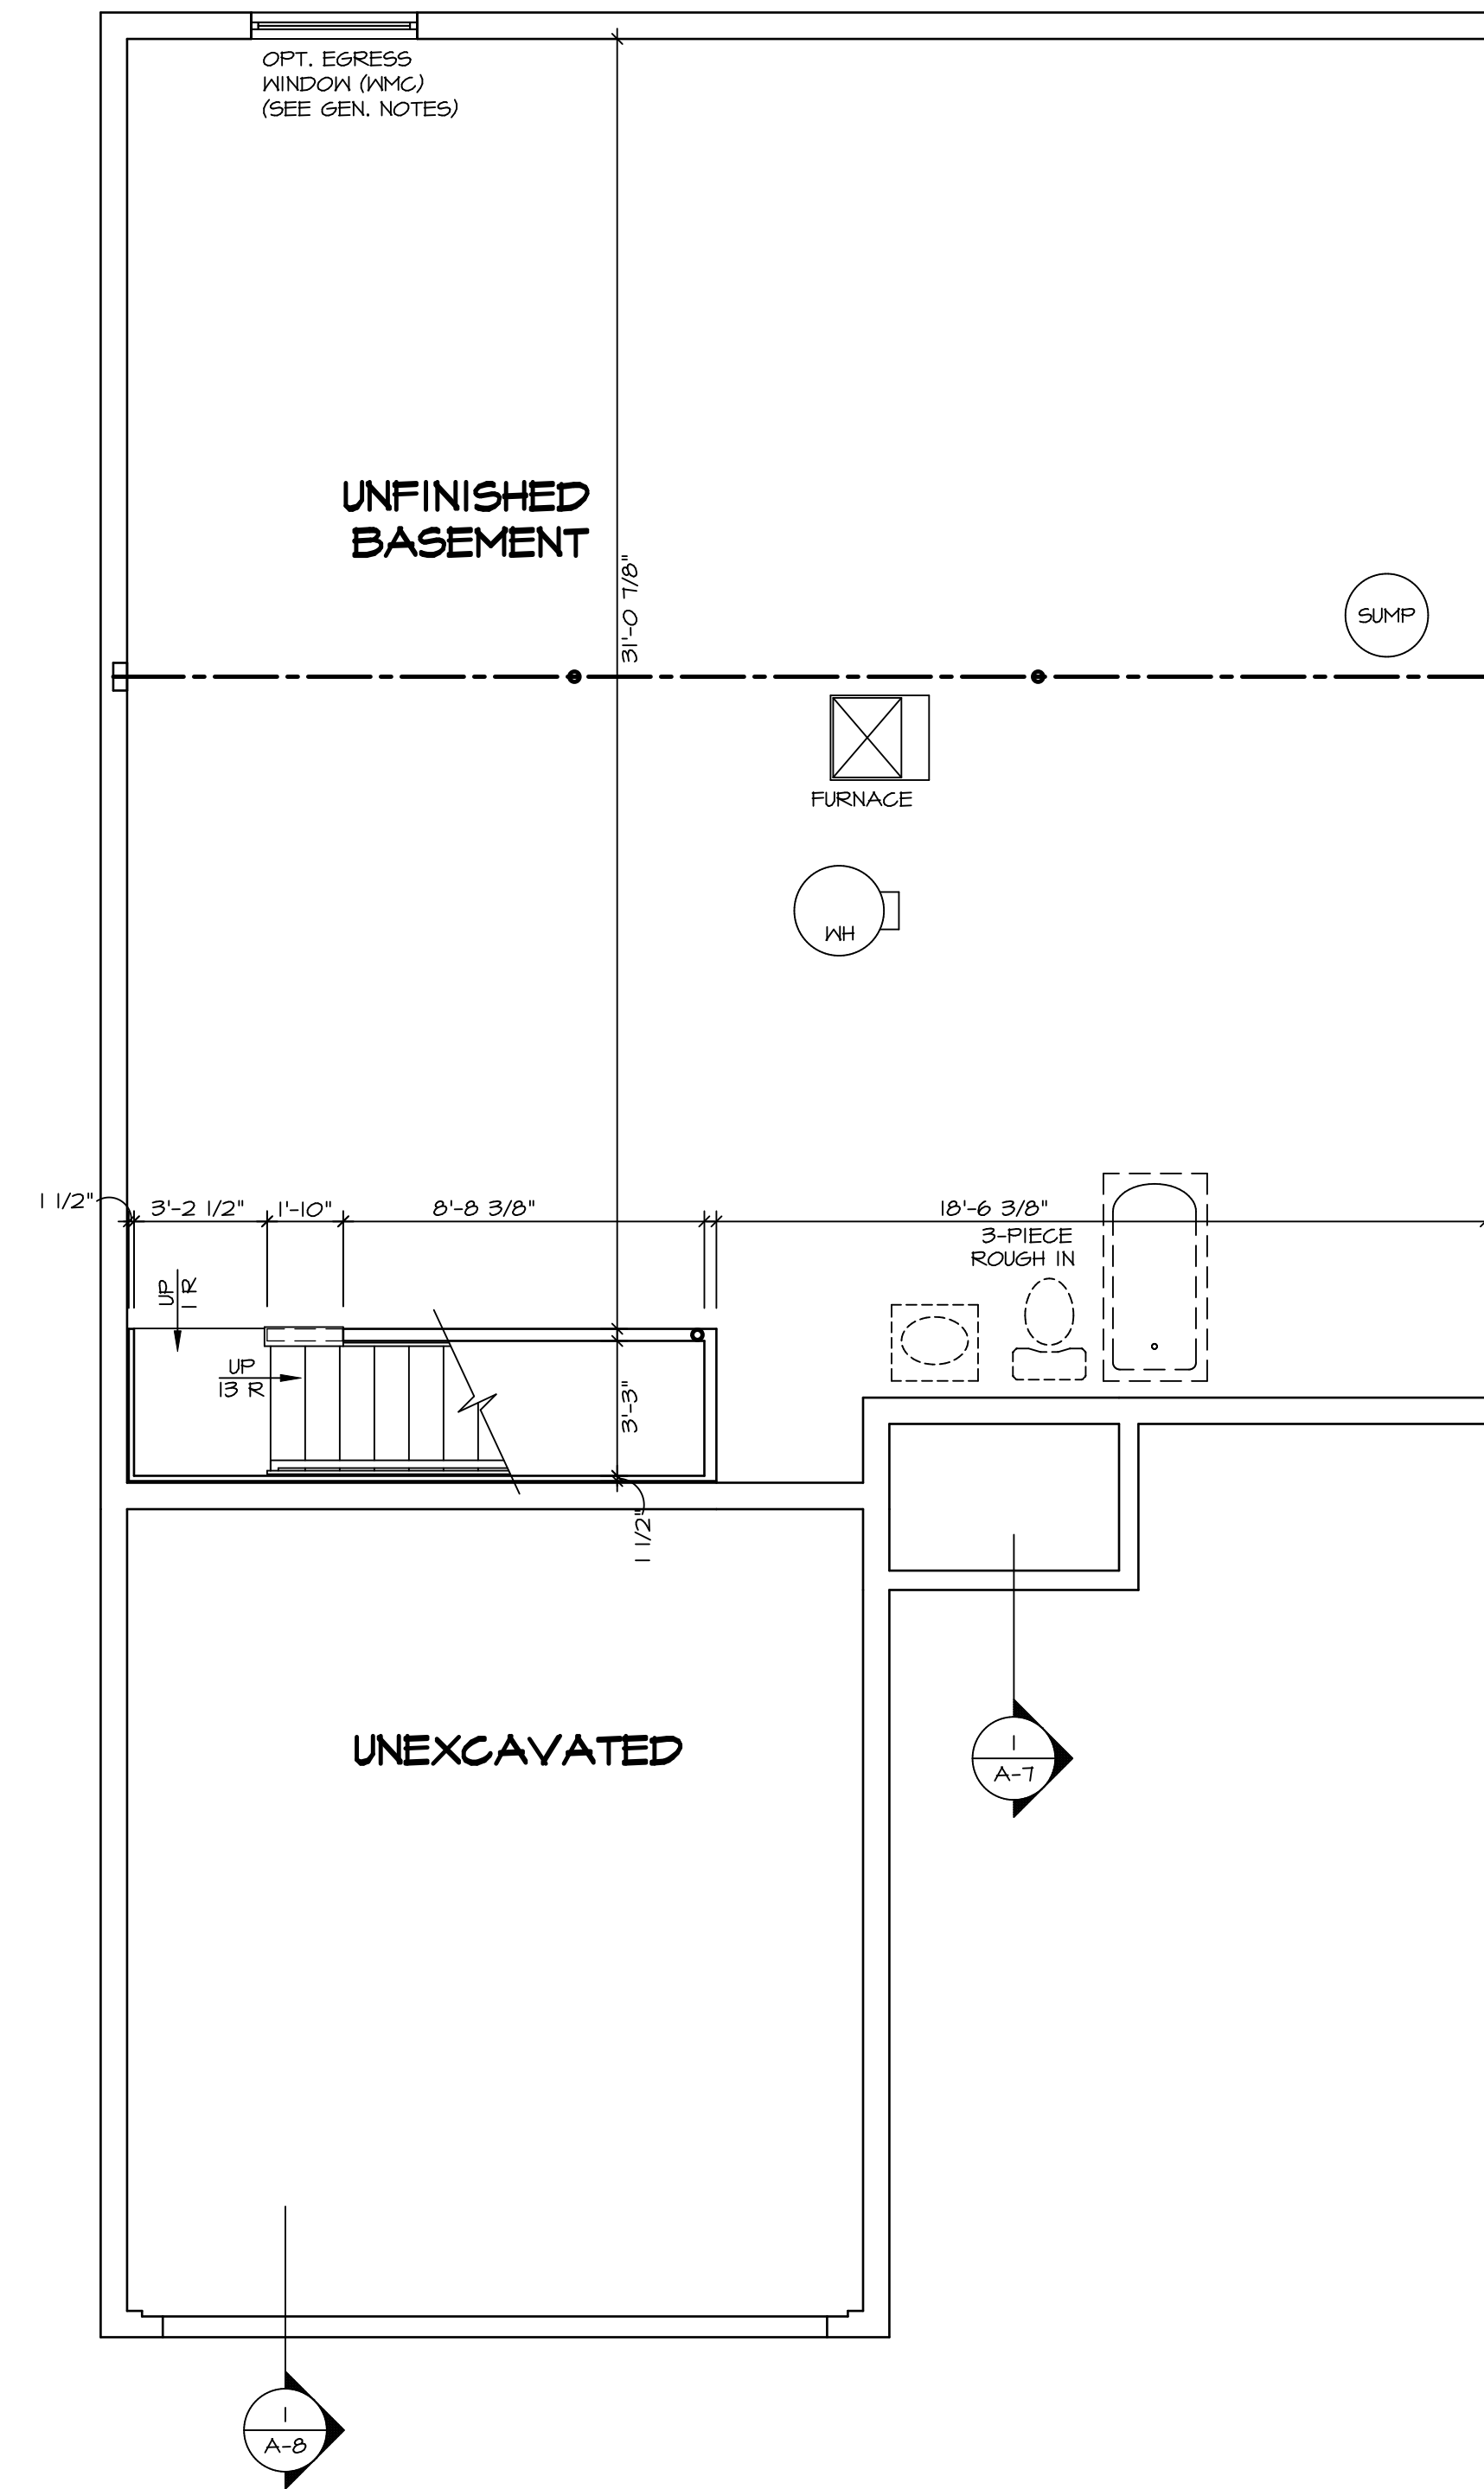 OPT. EGRESS
WINDOW (WMC)
(SEE GEN. NOTES)
UNFINISHED
BASEMENT
31'-0 7/8"
SUMP
FURNACE
WH
1 1/2"
3'-2 1/2"
1'-10"
8'-8 3/8"
18'-6 3/8"
3-PIECE
ROUGH IN
UP
1 R
UP
13 R
3'-3"
1 1/2"
UNEXCAVATED
1
A-7
1
A-8